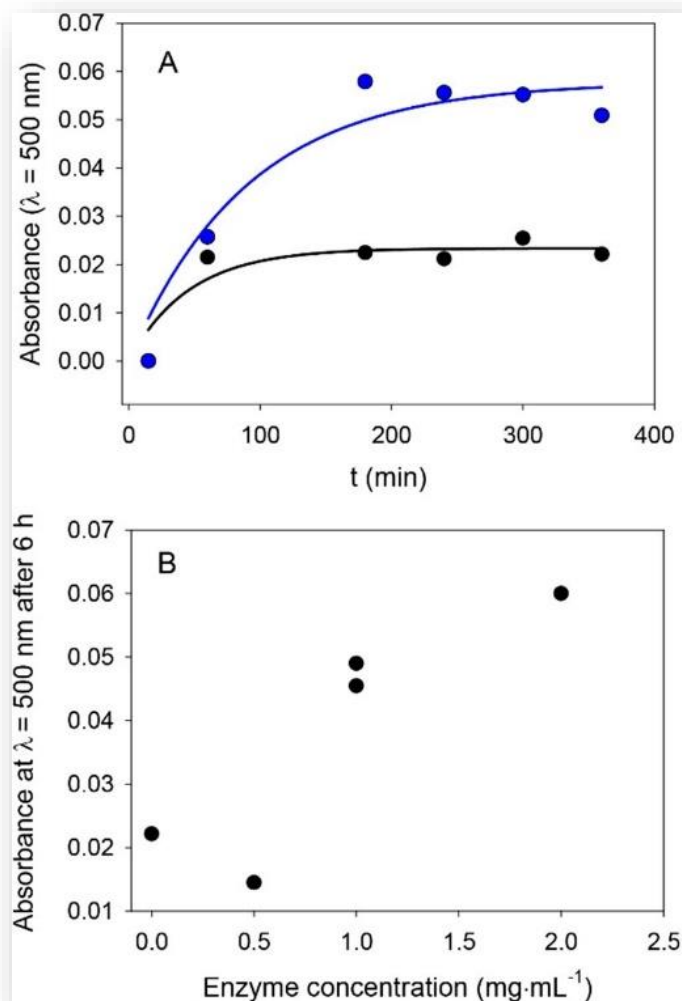 0.07
A
0.06
0.05
0.04
0.03
0.02
0.01
0.00
Absorbance (λ = 500 nm)
0 100 200 300 400
t (min)
0.07
B
0.06
0.05
0.04
0.03
0.02
0.01
Absorbance at λ = 500 nm after 6 h
0.0 0.5 1.0 1.5 2.0 2.5
Enzyme concentration (mg·mL⁻¹)